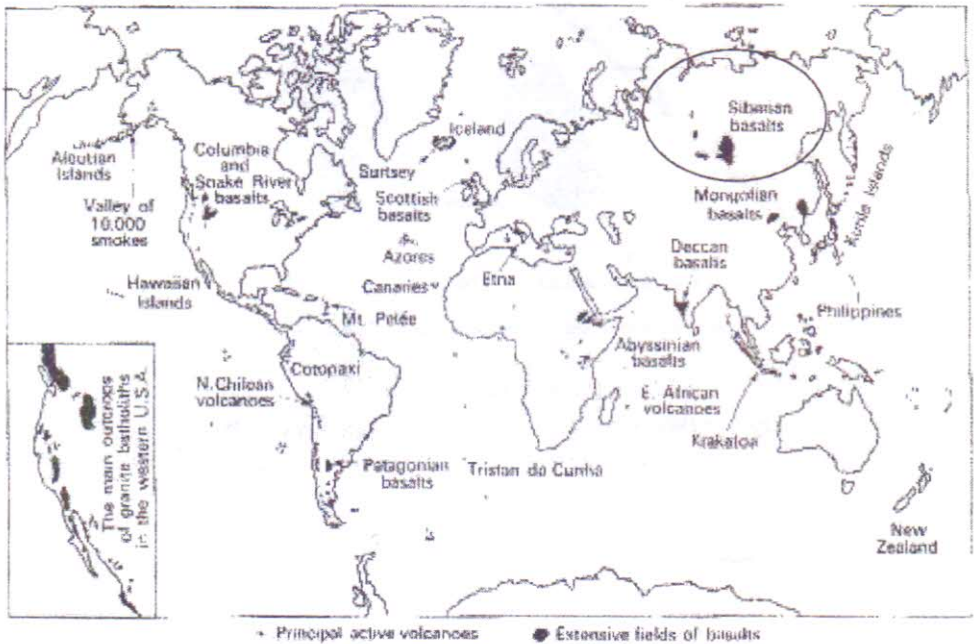 Siberian
basalts
Iceland
Aleutian
Islands
Columbia
and
Snake River
basalts
Surtsey
Scottish
basalts
Valley of
10,000
smokes
Mongolian
basalts
Kurile Islands
Azores
Deccan
basalts
Etna
Hawaiian
Islands
Canaries
Mt. Pelée
Philippines
Abyssinian
basalts
Cotopaxi
N. Chilean
volcanoes
E. African
volcanoes
Krakatoa
Patagonian
basalts
Tristan da Cunha
New
Zealand
The main outcrops
of granite batholiths
in the western U.S.A.
Principal active volcanoes
Extensive fields of basalts